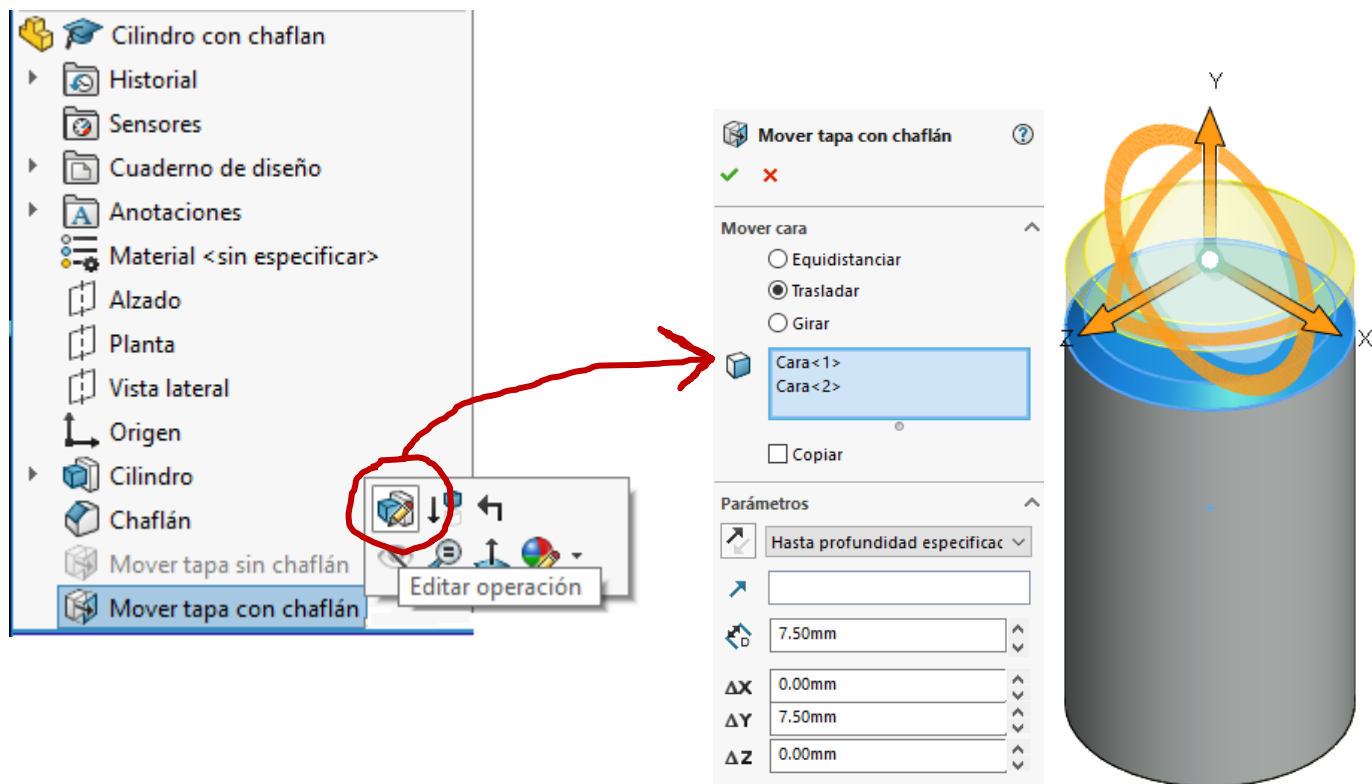 Cilindro con chaflan
Historial
Sensores
Cuaderno de diseño
Anotaciones
Material <sin especificar>
Alzado
Planta
Vista lateral
Origen
Cilindro
Chaflán
Mover tapa sin chaflán
Mover tapa con chaflán
Editar operación
Mover tapa con chaflán
Mover cara
Equidistanciar
Trasladar
Girar
Cara<1>
Cara<2>
Copiar
Parámetros
Hasta profundidad especificac
D
7.50mm
ΔX
0.00mm
ΔY
7.50mm
ΔZ
0.00mm
Y
Z
X